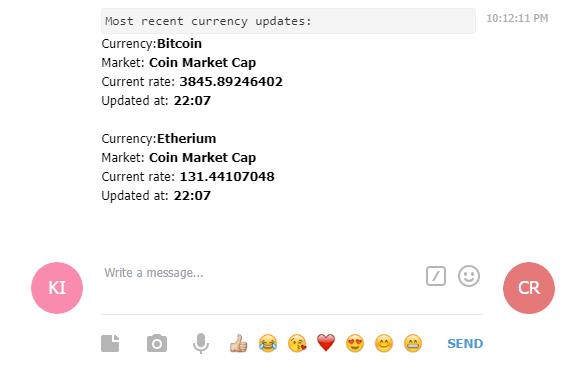 Most recent currency updates:
10:12:11 PM
Currency:Bitcoin
Market: Coin Market Cap
Current rate: 3845.89246402
Updated at: 22:07
Currency:Etherium
Market: Coin Market Cap
Current rate: 131.44107048
Updated at: 22:07
KI
Write a message...
CR
SEND